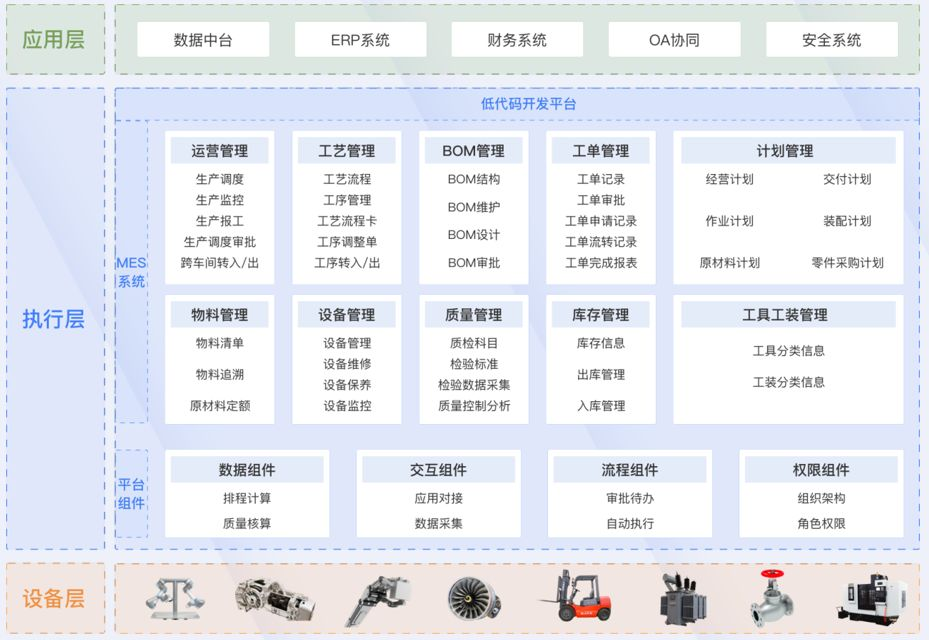 应用层
数据中台
ERP系统
财务系统
OA协同
安全系统
执行层
低代码开发平台
MES
系统
运营管理
生产调度
生产监控
生产报工
生产调度审批
跨车间转入/出
工艺管理
工艺流程
工序管理
工艺流程卡
工序调整单
工序转入/出
BOM管理
BOM结构
BOM维护
BOM设计
BOM审批
工单管理
工单记录
工单审批
工单申请记录
工单流转记录
工单完成报表
计划管理
经营计划
交付计划
作业计划
装配计划
原材料计划
零件采购计划
物料管理
物料清单
物料追溯
原材料定额
设备管理
设备管理
设备维修
设备保养
设备监控
质量管理
质检科目
检验标准
检验数据采集
质量控制分析
库存管理
库存信息
出库管理
入库管理
工具工装管理
工具分类信息
工装分类信息
平台
组件
数据组件
排程计算
质量核算
交互组件
应用对接
数据采集
流程组件
审批待办
自动执行
权限组件
组织架构
角色权限
设备层